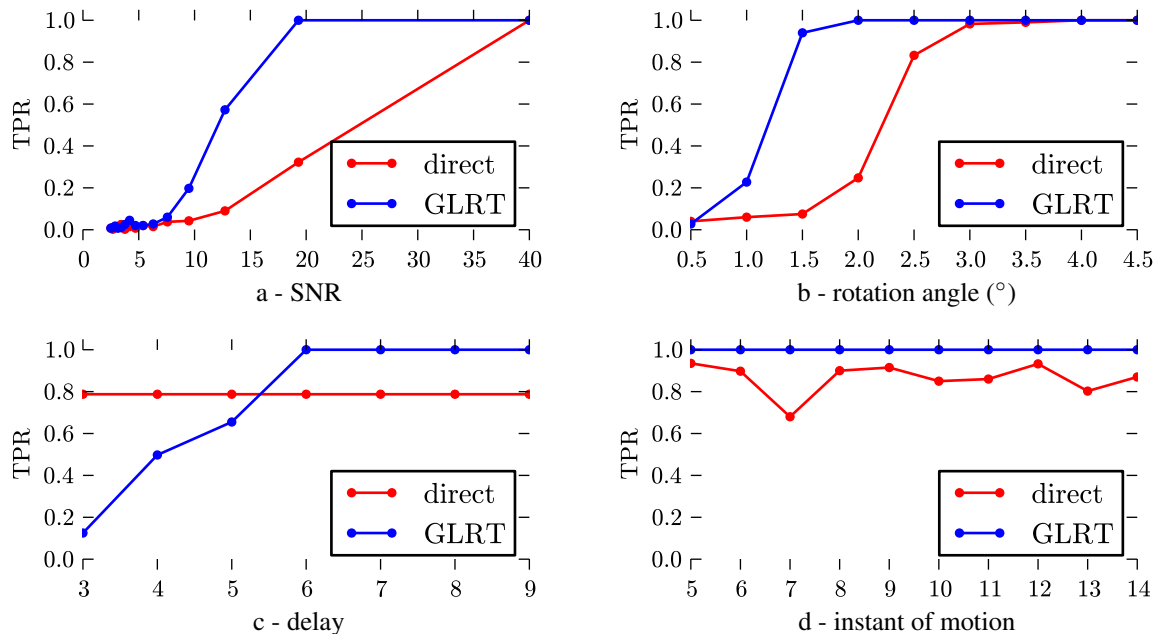 1.0
0.8
0.6
0.4
0.2
0.0
TPR
0 5 10 15 20 25 30 35 40
a - SNR
direct
GLRT
1.0
0.8
0.6
0.4
0.2
0.0
TPR
0.5 1.0 1.5 2.0 2.5 3.0 3.5 4.0 4.5
b - rotation angle (°)
direct
GLRT
1.0
0.8
0.6
0.4
0.2
0.0
TPR
3 4 5 6 7 8 9
c - delay
direct
GLRT
1.0
0.8
0.6
0.4
0.2
0.0
TPR
5 6 7 8 9 10 11 12 13 14
d - instant of motion
direct
GLRT